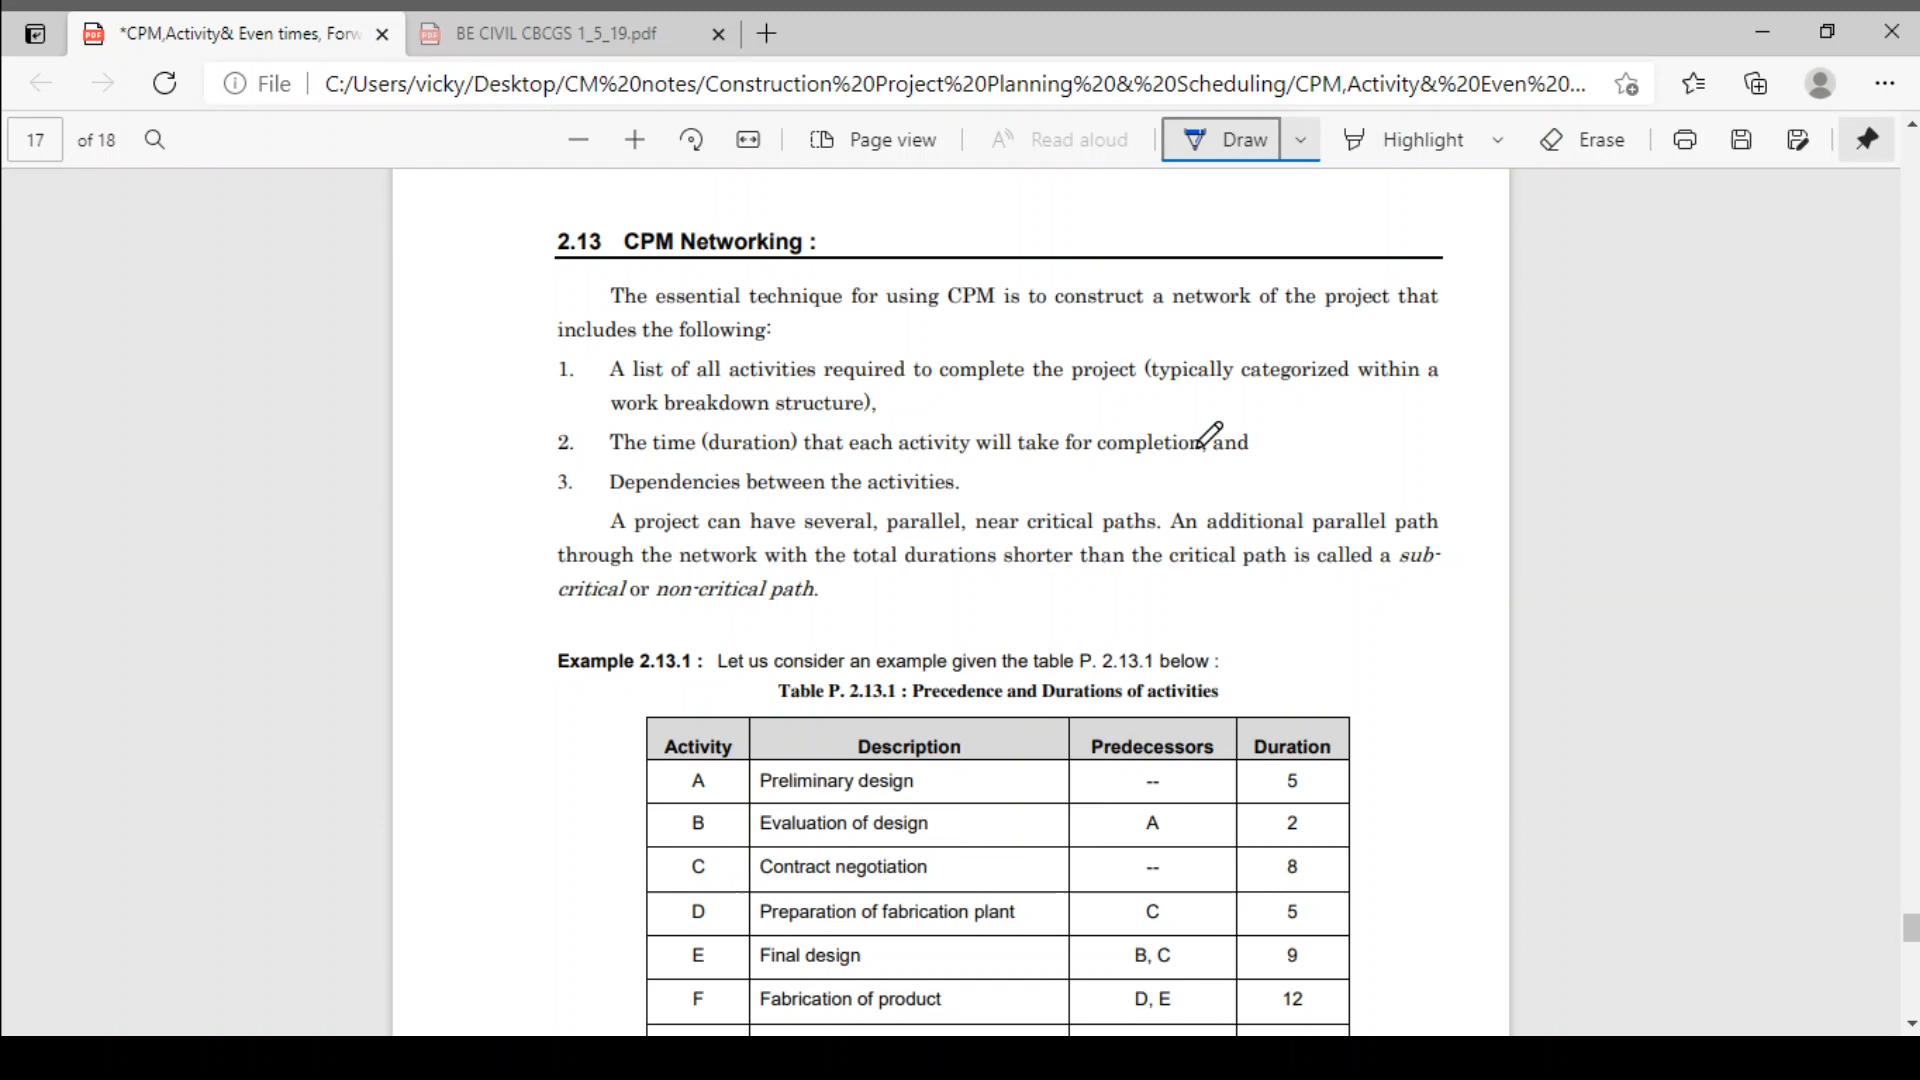 *CPM,Activity& Even times, Forw
BE CIVIL CBCGS 1_5_19.pdf
File
C:/Users/vicky/Desktop/CM%20notes/Construction%20Project%20Planning%20&%20Scheduling/CPM,Activity&%20Even%20...
17 of 18
Page view
Read aloud
Draw
Highlight
Erase
2.13 CPM Networking :
The essential technique for using CPM is to construct a network of the project that
includes the following:
1. A list of all activities required to complete the project (typically categorized within a
work breakdown structure),
2. The time (duration) that each activity will take for completion, and
3. Dependencies between the activities.
A project can have several, parallel, near critical paths. An additional parallel path
through the network with the total durations shorter than the critical path is called a sub-
critical or non-critical path.
Example 2.13.1 : Let us consider an example given the table P. 2.13.1 below :
Table P. 2.13.1 : Precedence and Durations of activities
Activity Description Predecessors Duration
A Preliminary design -- 5
B Evaluation of design A 2
C Contract negotiation -- 8
D Preparation of fabrication plant C 5
E Final design B, C 9
F Fabrication of product D, E 12